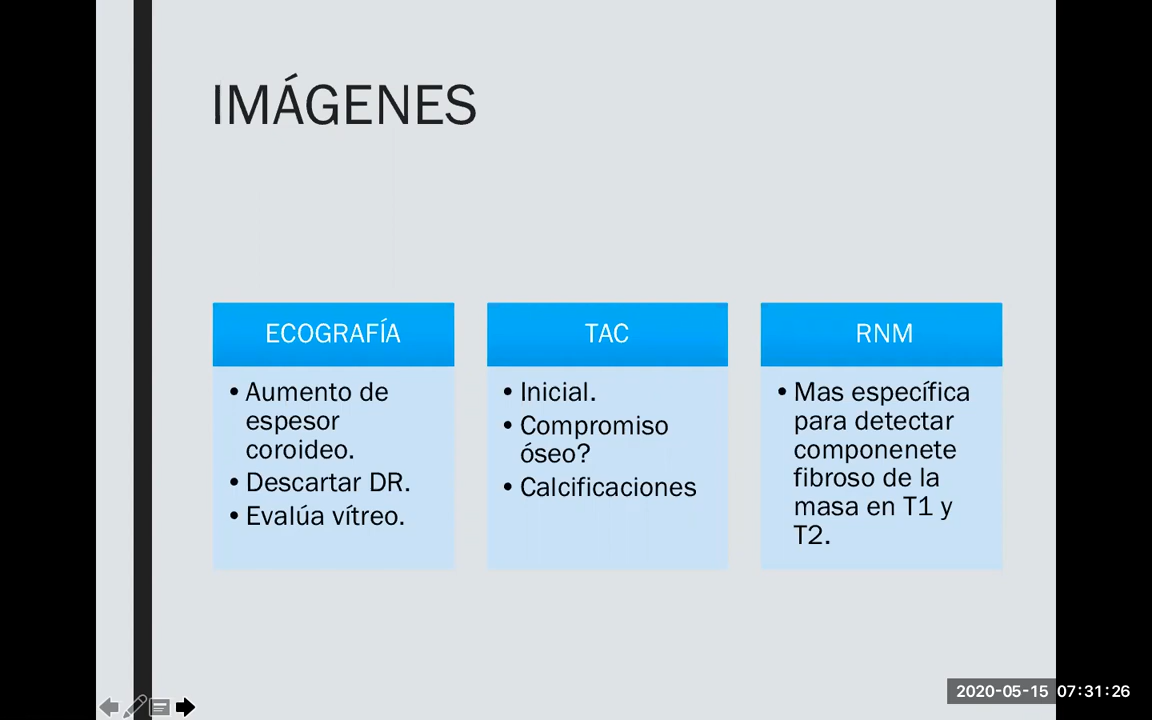 IMÁGENES
ECOGRAFÍA
• Aumento de
espesor
coroideo.
• Descartar DR.
• Evalúa vítreo.
TAC
• Inicial.
• Compromiso
óseo?
• Calcificaciones
RNM
• Mas específica
para detectar
componenete
fibroso de la
masa en T1 y
T2.
2020-05-15 07:31:26